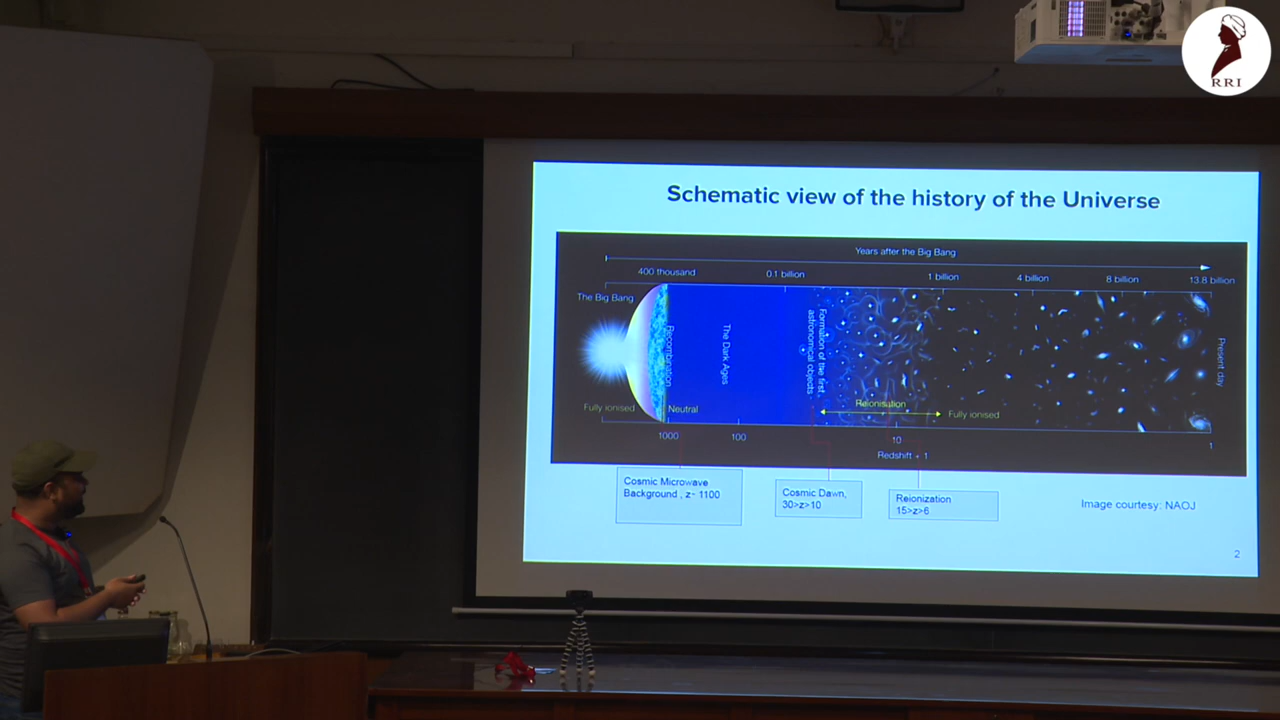 RRI
Schematic view of the history of the Universe
Years after the Big Bang
400 thousand
0.1 billion
1 billion
4 billion
8 billion
13.8 billion
The Big Bang
Recombination
The Dark Ages
Formation of the first
astronomical objects
Present day
Reionisation
Fully ionised
Neutral
Fully ionised
1000
100
10
1
Redshift + 1
Cosmic Microwave
Background , z~ 1100
Cosmic Dawn,
30>z>10
Reionization
15>z>6
Image courtesy: NAOJ
2